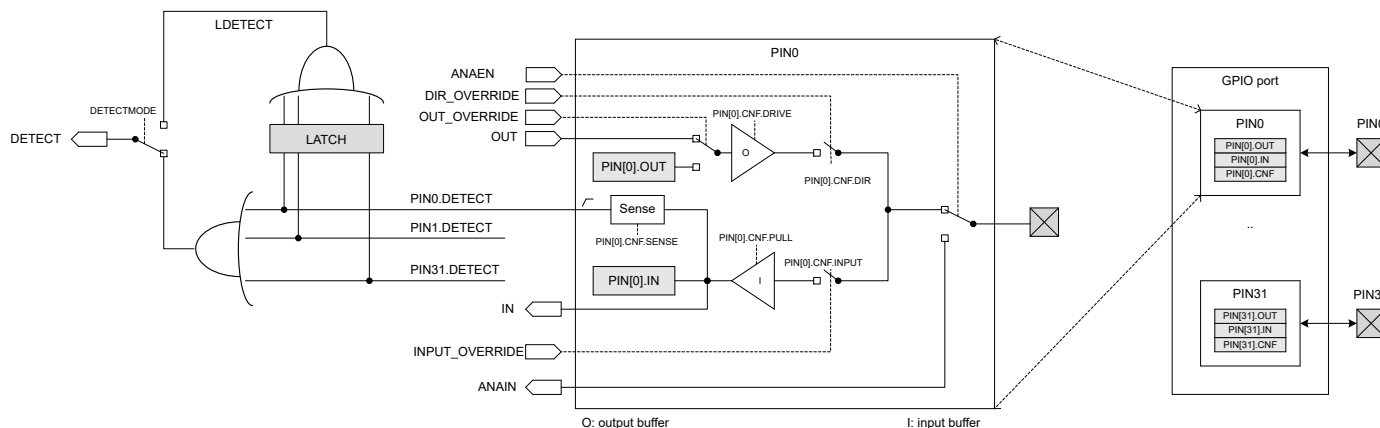 LDETECT
PIN0
ANAEN
GPIO port
DIR_OVERRIDE
DETECTMODE
OUT_OVERRIDE
PIN[0].CNF.DRIVE
PIN0
DETECT
LATCH
OUT
O
PIN[0].OUT
PIN[0].OUT
PIN[0].IN
PIN[0].CNF
PIN[0].CNF.DIR
PIN0.DETECT
Sense
PIN1.DETECT
PIN[0].CNF.SENSE
PIN[0].CNF.PULL
..
PIN[0].CNF.INPUT
PIN31.DETECT
PIN[0].IN
I
PIN31
IN
PIN[31].OUT
PIN[31].IN
PIN[31].CNF
INPUT_OVERRIDE
ANAIN
O: output buffer
I: input buffer